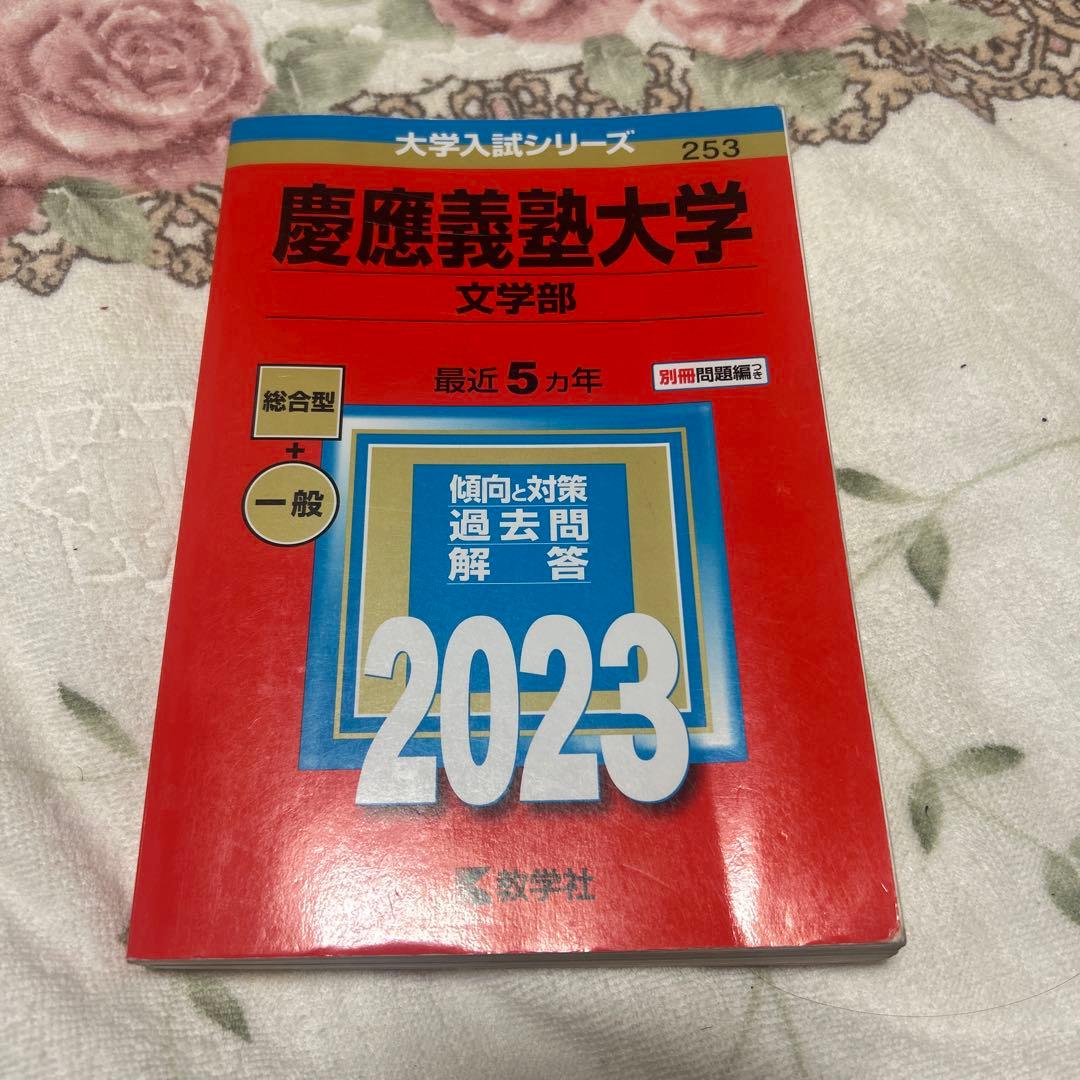 大学入試シリーズ
253
慶應義塾大学
文学部
最近5ヵ年
別冊問題編つき
総合型
+
一般
傾向と対策
過去問
解答
2023
教学社